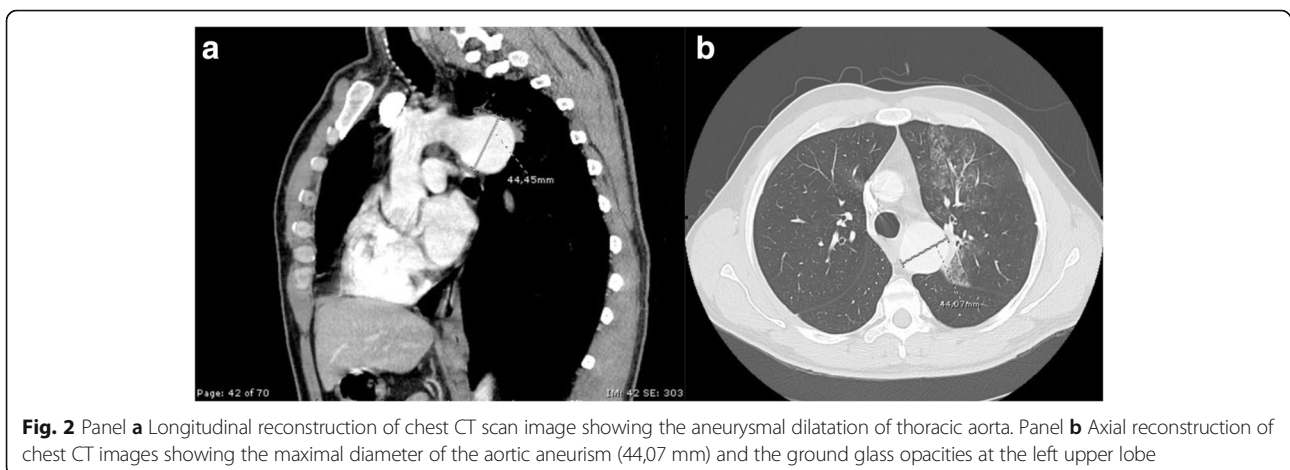 a
b
44,45mm
44,07mm
Page: 42 of 70
IM: 42 SE: 303
Fig. 2 Panel a Longitudinal reconstruction of chest CT scan image showing the aneurysmal dilatation of thoracic aorta. Panel b Axial reconstruction of
chest CT images showing the maximal diameter of the aortic aneurism (44,07 mm) and the ground glass opacities at the left upper lobe